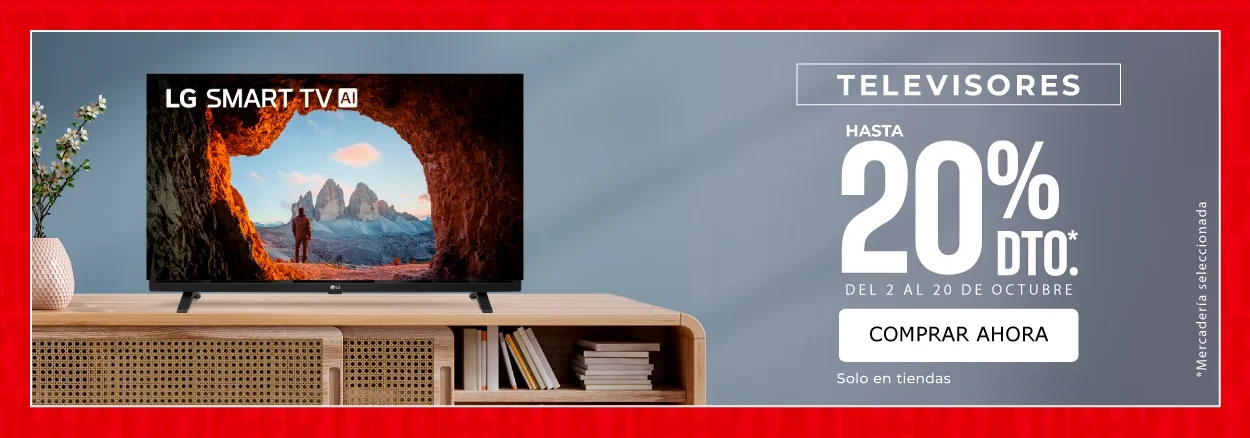 LG SMART TV AI
LG
TELEVISORES
HASTA
20%
DTO.*
DEL 2 AL 20 DE OCTUBRE
COMPRAR AHORA
Solo en tiendas
*Mercadería seleccionada